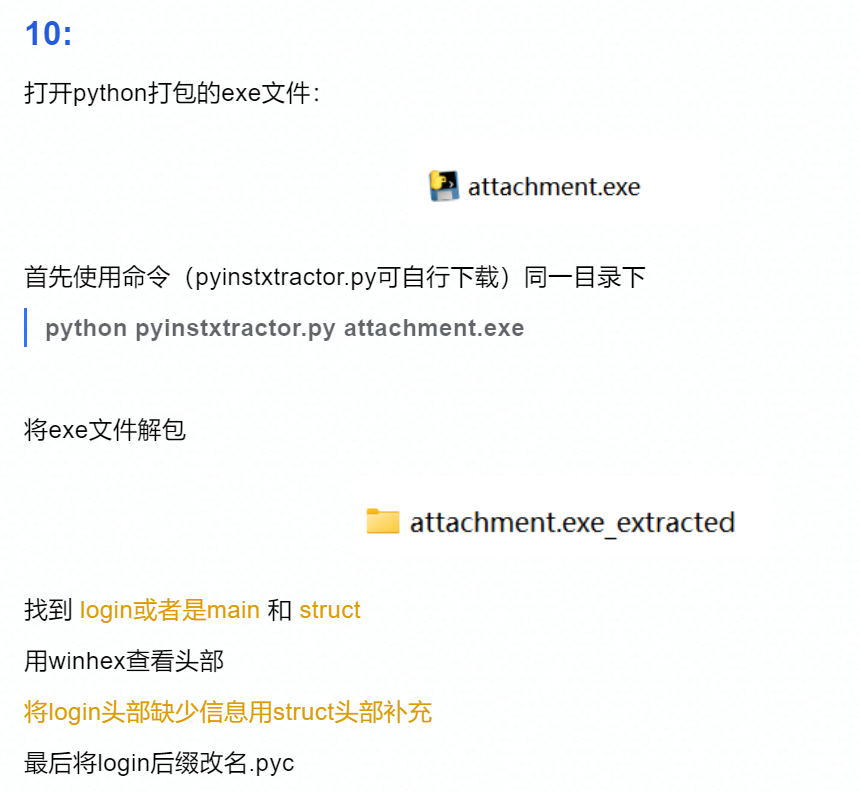 10:
打开python打包的exe文件：
attachment.exe
首先使用命令（pyinstxtractor.py可自行下载）同一目录下
python pyinstxtractor.py attachment.exe
将exe文件解包
attachment.exe_extracted
找到 login或者是main 和 struct
用winhex查看头部
将login头部缺少信息用struct头部补充
最后将login后缀改名.pyc